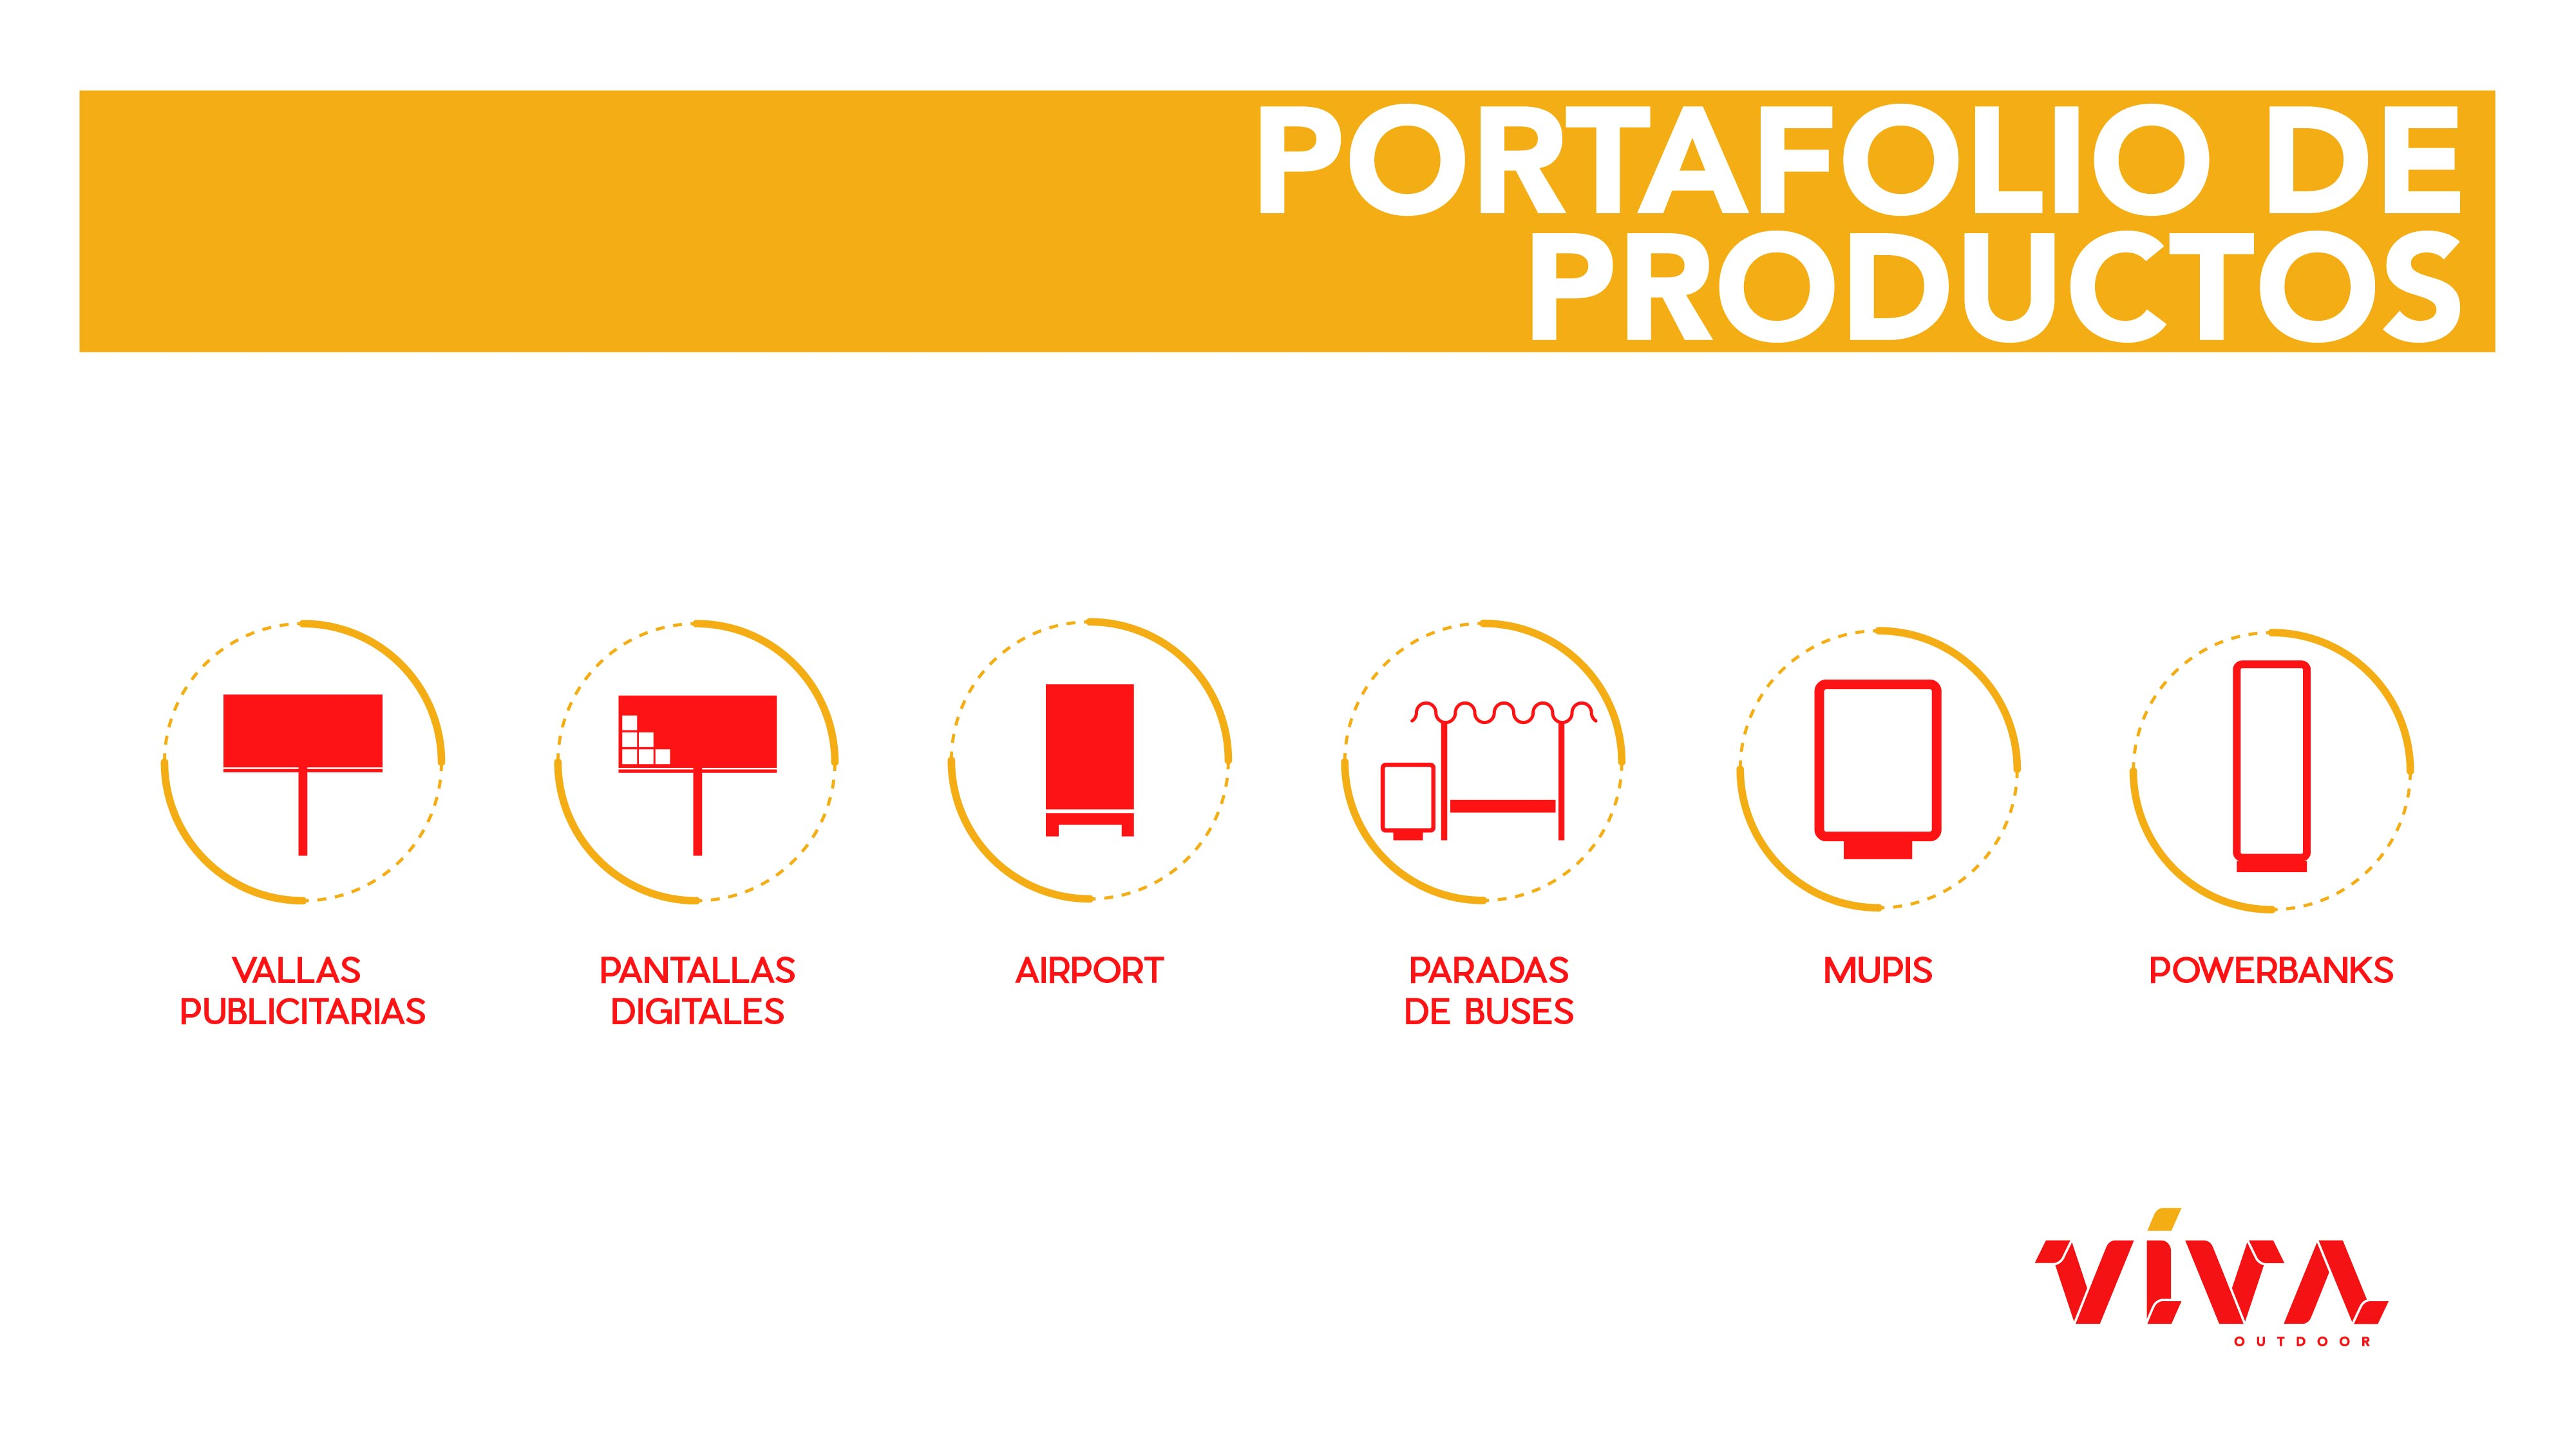 PORTAFOLIO DE
PRODUCTOS
VALLAS
PUBLICITARIAS
PANTALLAS
DIGITALES
AIRPORT
PARADAS
DE BUSES
MUPIS
POWERBANKS
VIVA
OUTDOOR